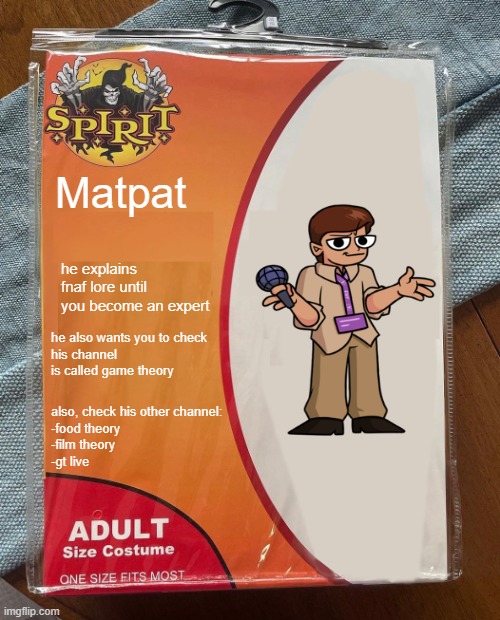 SPIRIT
Matpat
he explains
fnaf lore until
you become an expert
he also wants you to check
his channel
is called game theory
also, check his other channel:
-food theory
-film theory
-gt live
ADULT
Size Costume
ONE SIZE FITS MOST
imgflip.com